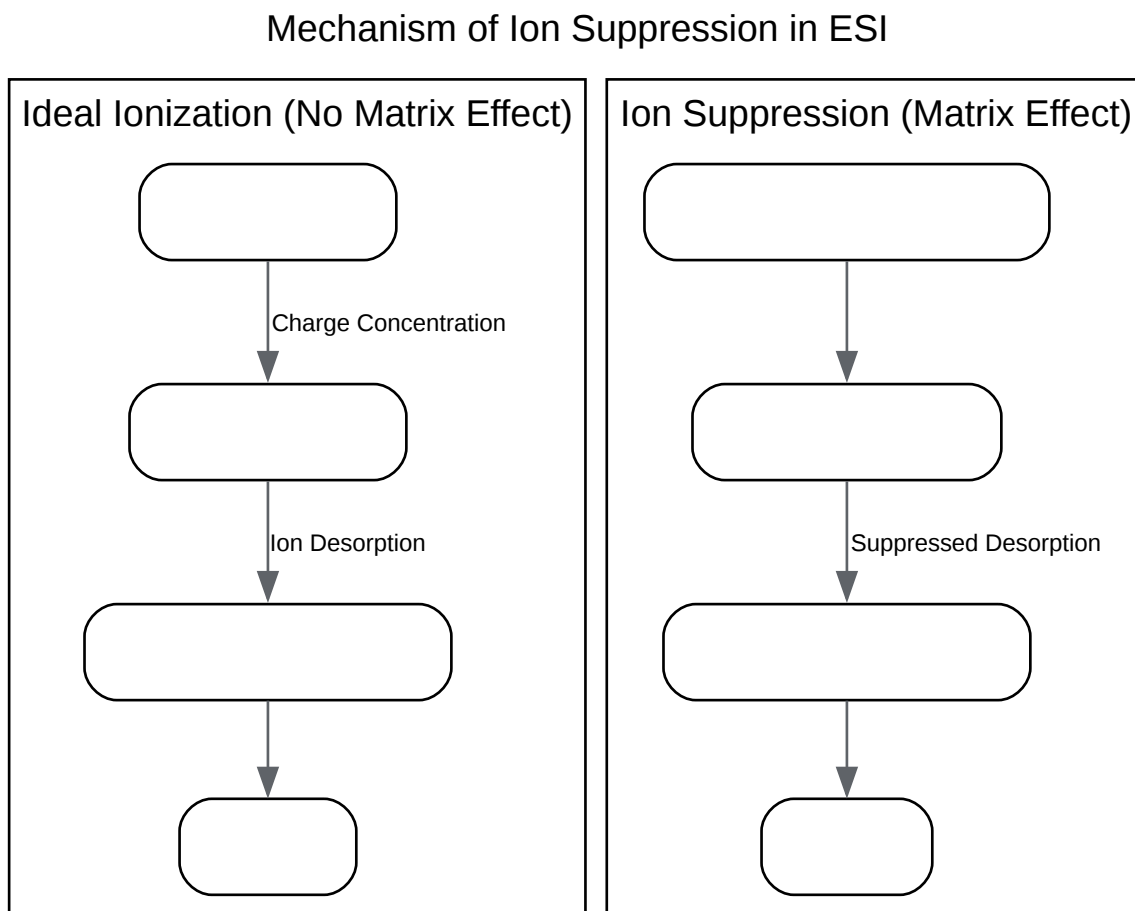 Mechanism of Ion Suppression in ESI
Ideal Ionization (No Matrix Effect)
Charge Concentration
Ion Desorption
Ion Suppression (Matrix Effect)
Suppressed Desorption